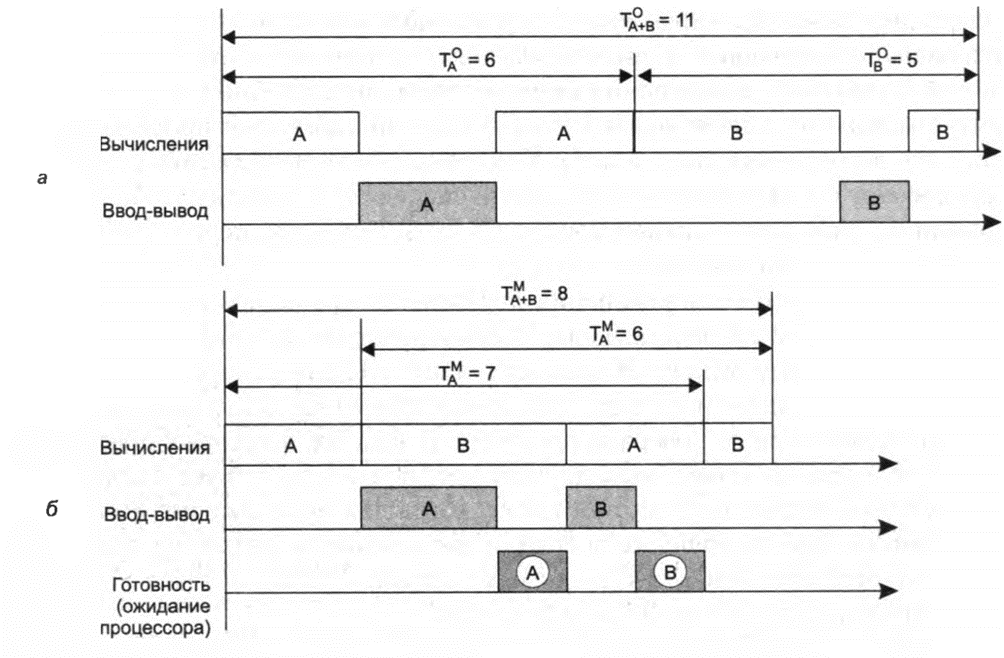 T^O_{A+B} = 11
T^O_A = 6
T^O_B = 5
A
A
B
B
Вычисления
а
A
B
Ввод-вывод
T^M_{A+B} = 8
T^M_A = 6
T^M_A = 7
A
B
A
B
Вычисления
б
A
B
Ввод-вывод
A
B
Готовность
(ожидание
процессора)